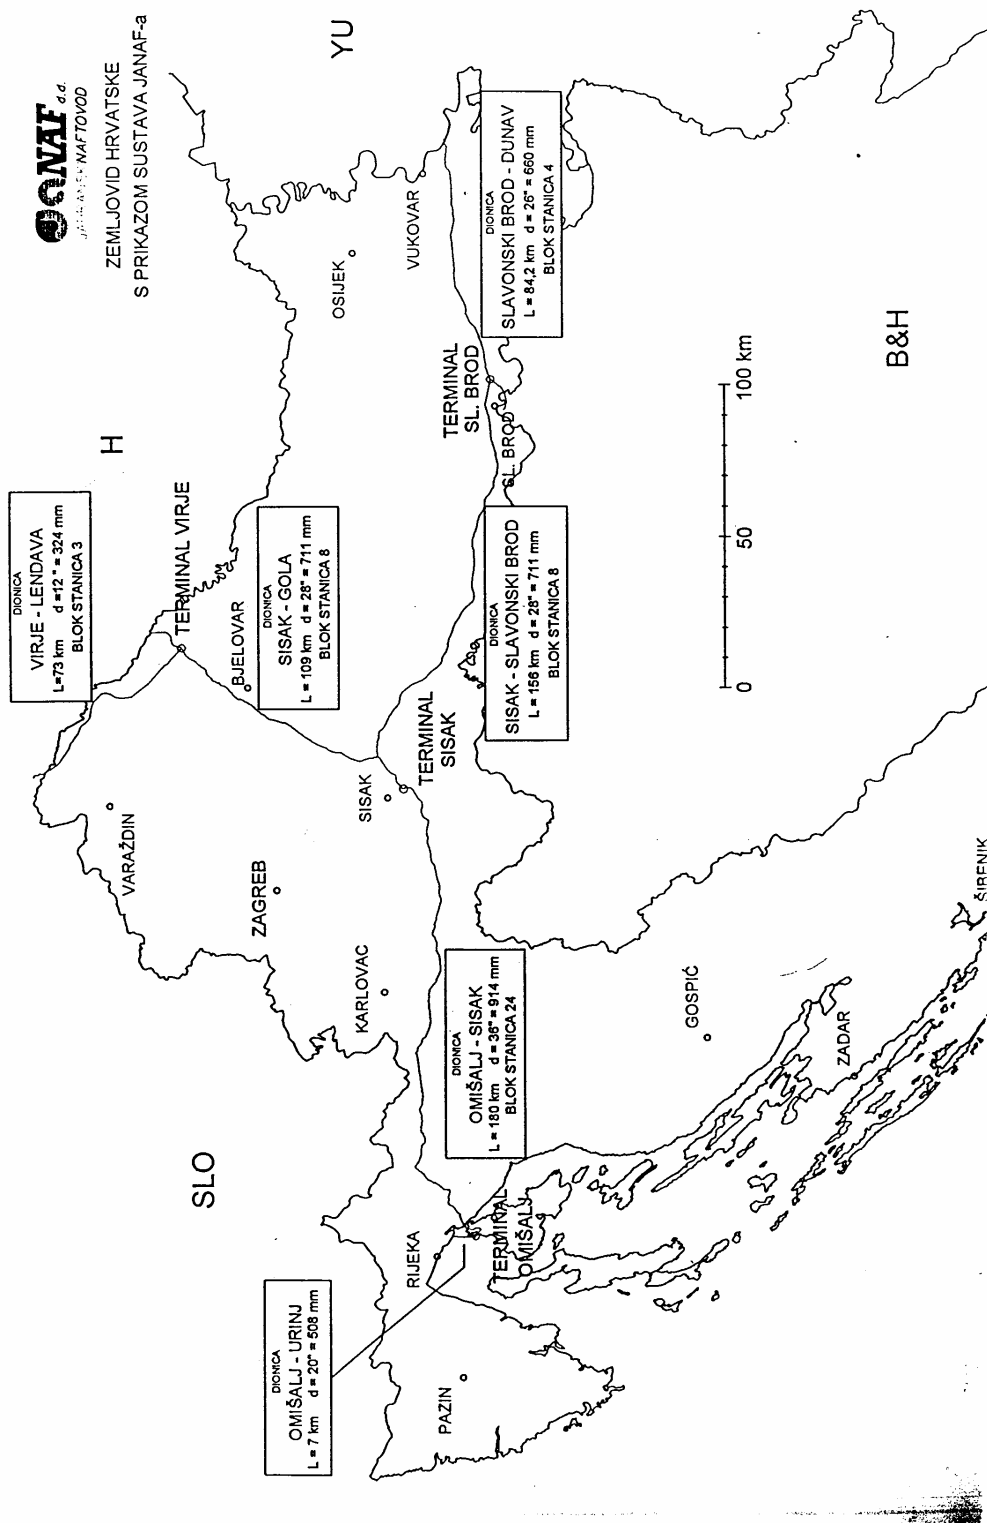 JANAF d.d.
JADRANSKI NAFTOVOD
ZEMLJOVID HRVATSKE
S PRIKAZOM SUSTAVA JANAF-a
YU
H
SLO
B&H
DIONICA
VIRJE - LENDAVA
L=73 km d =12 " = 324 mm
BLOK STANICA 3
TERMINAL VIRJE
BJELOVAR
DIONICA
SISAK - GOLA
L = 109 km d = 28" = 711 mm
BLOK STANICA 8
OSIJEK
VUKOVAR
VARAŽDIN
ZAGREB
KARLOVAC
SISAK
TERMINAL
SISAK
TERMINAL
SL. BROD
SL. BROD
DIONICA
SLAVONSKI BROD - DUNAV
L = 84,2 km d = 26" = 660 mm
BLOK STANICA 4
DIONICA
SISAK - SLAVONSKI BROD
L = 156 km d = 28" = 711 mm
BLOK STANICA 8
DIONICA
OMIŠALJ - SISAK
L = 180 km d = 36" = 914 mm
BLOK STANICA 24
DIONICA
OMIŠALJ - URINJ
L = 7 km d = 20" = 508 mm
RIJEKA
TERMINAL
OMIŠALJ
PAZIN
GOSPIĆ
ZADAR
ŠIBENIK
0 50 100 km